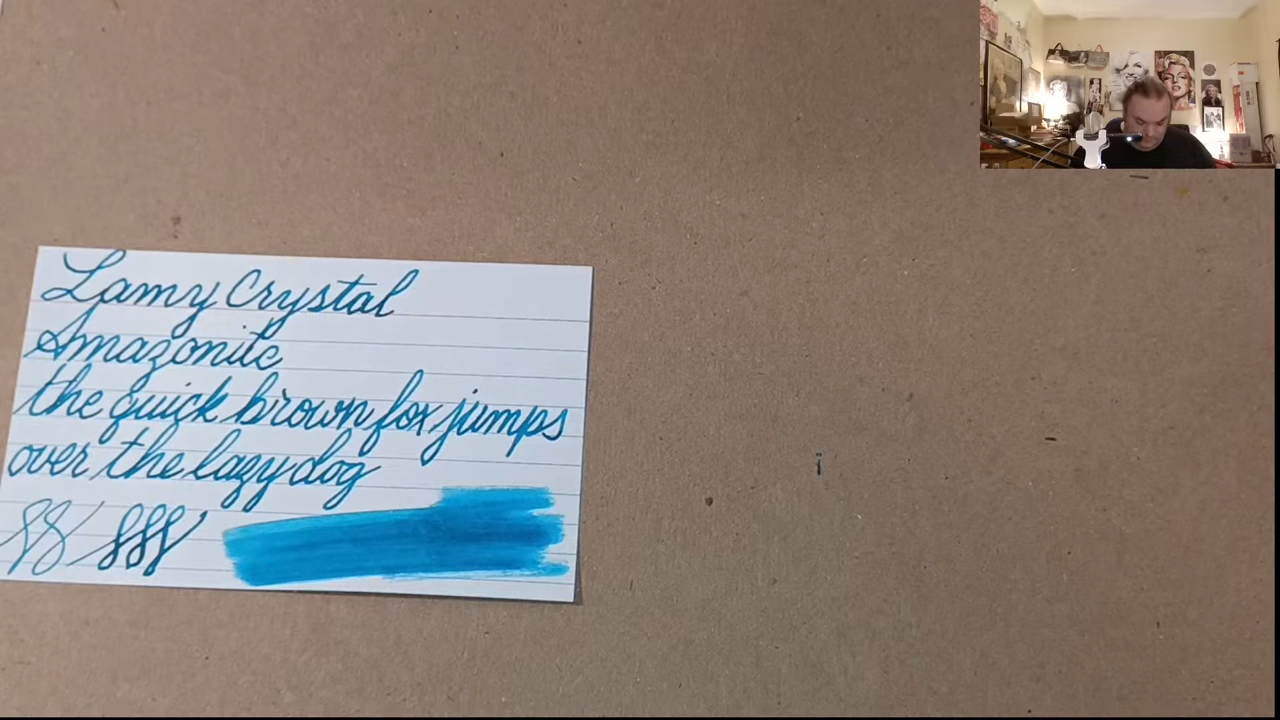 Lamy Crystal
Amazonite
the quick brown fox jumps
over the lazy dog